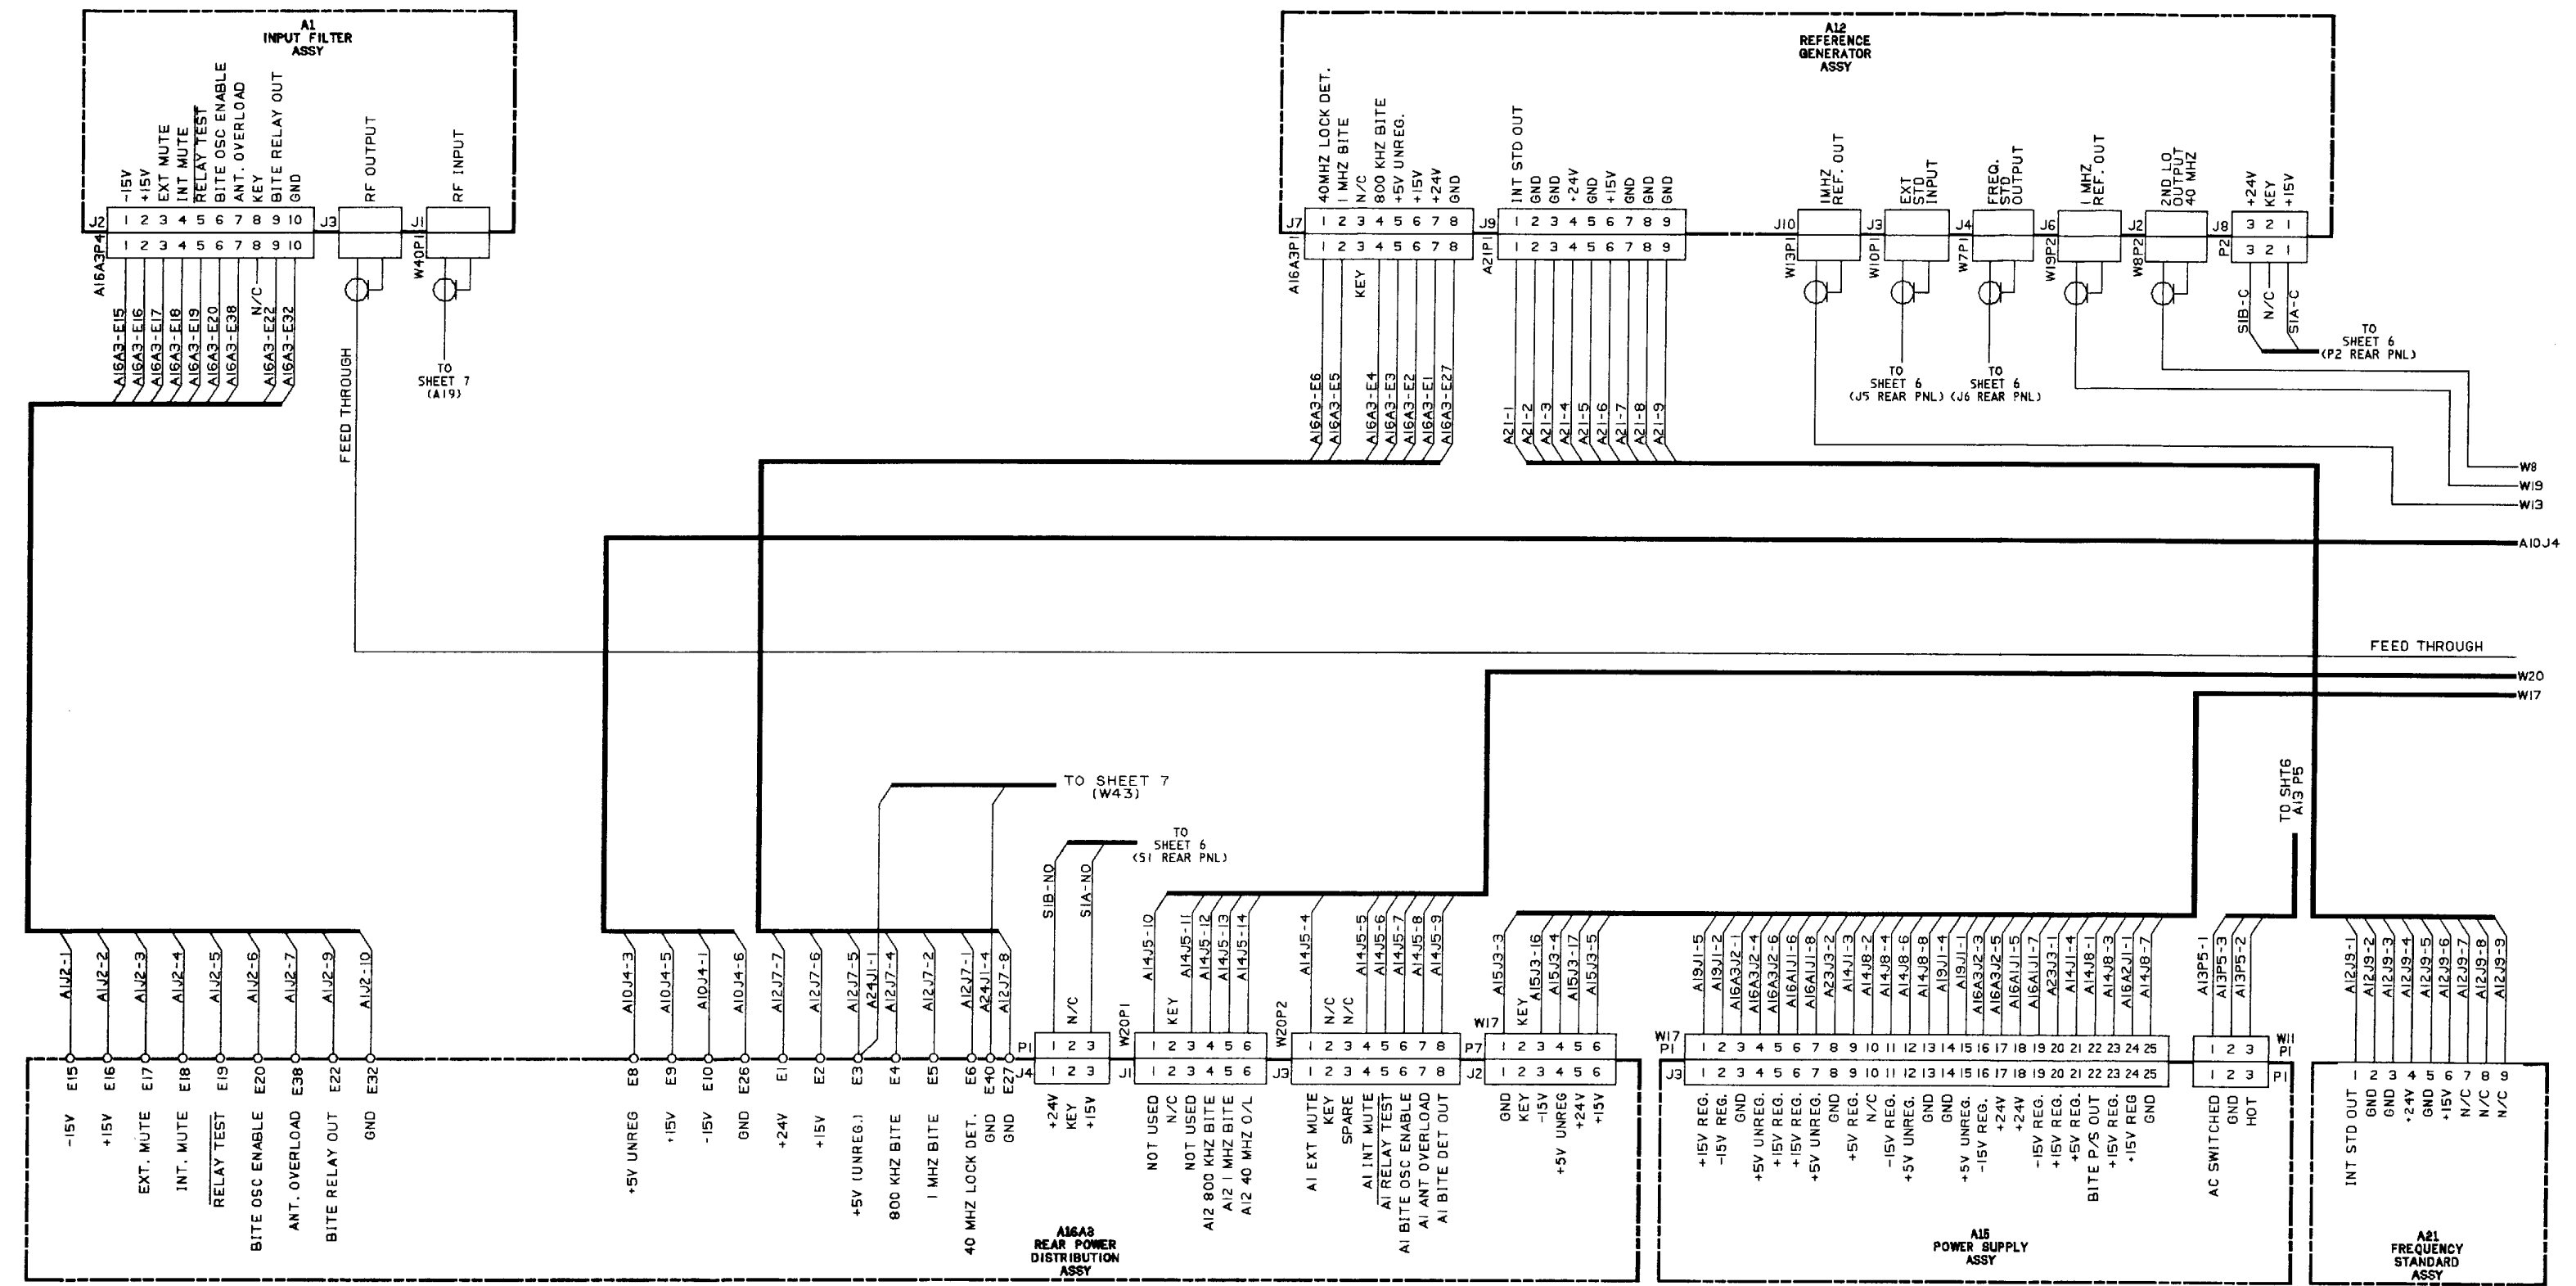 A1
INPUT FILTER
ASSY
-15V
+15V
EXT MUTE
INT MUTE
RELAY TEST
BITE OSC ENABLE
ANT. OVERLOAD
KEY
BITE RELAY OUT
GND
RF OUTPUT
RF INPUT
J2
1 2 3 4 5 6 7 8 9 10
J3
J1
A16A3P4
1 2 3 4 5 6 7 8 9 10
W40P1
A16A3-E15
A16A3-E16
A16A3-E17
A16A3-E18
A16A3-E19
A16A3-E20
A16A3-E38
N/C
A16A3-E22
A16A3-E32
FEED THROUGH
TO
SHEET 7
(A19)
A12
REFERENCE
GENERATOR
ASSY
40MHZ LOCK DET.
1 MHZ BITE
N/C
800 KHZ BITE
+5V UNREG.
+15V
+24V
GND
INT STD OUT
GND
GND
+24V
GND
+15V
GND
GND
GND
1MHZ
REF. OUT
EXT
STD
INPUT
FREQ.
STD
OUTPUT
1 MHZ
REF. OUT
2ND LO
OUTPUT
40 MHZ
+24V
KEY
+15V
J7
1 2 3 4 5 6 7 8
J9
1 2 3 4 5 6 7 8 9
J10
J3
J4
J6
J2
J8
3 2 1
A16A3P1
1 2 3 4 5 6 7 8
A21P1
1 2 3 4 5 6 7 8 9
W13P1
W10P1
W7P1
W19P2
W8P2
P2
3 2 1
KEY
A16A3-E6
A16A3-E5
A16A3-E4
A16A3-E3
A16A3-E2
A16A3-E1
A16A3-E27
A21-1
A21-2
A21-3
A21-4
A21-5
A21-6
A21-7
A21-8
A21-9
TO
SHEET 6
(J5 REAR PNL)
TO
SHEET 6
(J6 REAR PNL)
S1B-C
N/C
S1A-C
TO
SHEET 6
(P2 REAR PNL)
W8
W19
W13
A10J4
FEED THROUGH
W20
W17
TO SHEET 7
(W43)
TO
SHEET 6
(S1 REAR PNL)
TO SHT6
A13 P5
A1J2-1
A1J2-2
A1J2-3
A1J2-4
A1J2-5
A1J2-6
A1J2-7
A1J2-9
A1J2-10
A10J4-3
A10J4-5
A10J4-1
A10J4-6
A12J7-7
A12J7-6
A12J7-5
A24J1-1
A12J7-4
A12J7-2
A12J7-1
A24J1-4
A12J7-8
S1B-NO
N/C
S1A-NO
A14J5-10
KEY
A14J5-11
A14J5-12
A14J5-13
A14J5-14
A14J5-4
N/C
N/C
A14J5-5
A14J5-6
A14J5-7
A14J5-8
A14J5-9
A15J3-3
KEY
A15J3-16
A15J3-4
A15J3-17
A15J3-5
A19J1-5
A19J1-2
A16A3J2-1
A16A3J2-4
A16A3J2-6
A16A1J1-6
A16A1J1-8
A23J3-2
A14J1-3
A14J8-2
A14J8-4
A14J8-6
A14J8-8
A19J1-4
A19J1-1
A16A3J2-3
A16A3J2-5
A16A1J1-5
A16A1J1-7
A23J3-1
A14J1-4
A14J8-1
A14J8-3
A16A2J1-1
A14J8-7
A13P5-1
A13P5-3
A13P5-2
A12J9-1
A12J9-2
A12J9-3
A12J9-4
A12J9-5
A12J9-6
A12J9-7
A12J9-8
A12J9-9
P1
1 2 3
W20P1
1 2 3 4 5 6
W20P2
1 2 3 4 5 6 7 8
W17
P7
1 2 3 4 5 6
W17
P1
1 2 3 4 5 6 7 8 9 10 11 12 13 14 15 16 17 18 19 20 21 22 23 24 25
1 2 3
W11
P1
J4
1 2 3
J1
1 2 3 4 5 6
J3
1 2 3 4 5 6 7 8
J2
1 2 3 4 5 6
J3
1 2 3 4 5 6 7 8 9 10 11 12 13 14 15 16 17 18 19 20 21 22 23 24 25
1 2 3
P1
1 2 3 4 5 6 7 8 9
E15
E16
E17
E18
E19
E20
E38
E22
E32
E8
E9
E10
E26
E1
E2
E3
E4
E5
E6
E40
E27
-15V
+15V
EXT. MUTE
INT. MUTE
RELAY TEST
BITE OSC ENABLE
ANT. OVERLOAD
BITE RELAY OUT
GND
+5V UNREG
+15V
-15V
GND
+24V
+15V
+5V (UNREG.)
800 KHZ BITE
1 MHZ BITE
40 MHZ LOCK DET.
GND
GND
+24V
KEY
+15V
NOT USED
N/C
NOT USED
A12 800 KHZ BITE
A12 1 MHZ BITE
A12 40 MHZ O/L
A1 EXT MUTE
KEY
SPARE
A1 INT MUTE
A1 RELAY TEST
A1 BITE OSC ENABLE
A1 ANT OVERLOAD
A1 BITE DET OUT
GND
KEY
-15V
+5V UNREG
+24V
+15V
+15V REG.
-15V REG.
GND
+5V UNREG.
+15V REG.
+15V REG.
+5V UNREG.
GND
+5V REG.
N/C
-15V REG.
+5V UNREG.
GND
GND
+5V UNREG.
-15V REG.
+24V
+24V
-15V REG.
+15V REG.
+5V REG.
BITE P/S OUT
+15V REG.
+15V REG
GND
AC SWITCHED
GND
HOT
INT STD OUT
GND
GND
+24V
GND
+15V
N/C
N/C
N/C
A16A3
REAR POWER
DISTRIBUTION
ASSY
A15
POWER SUPPLY
ASSY
A21
FREQUENCY
STANDARD
ASSY